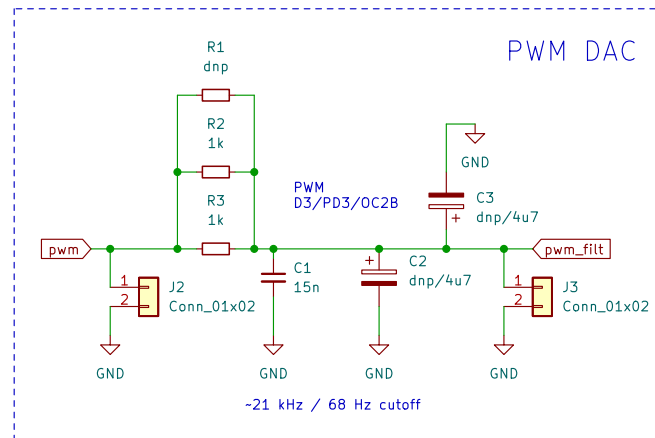 PWM DAC
R1
dnp
R2
1k
R3
1k
PWM
D3/PD3/OC2B
GND
C3
dnp/4u7
+
pwm
pwm_filt
1
2
J2
Conn_01x02
C1
15n
+
C2
dnp/4u7
1
2
J3
Conn_01x02
GND
GND
GND
GND
~21 kHz / 68 Hz cutoff